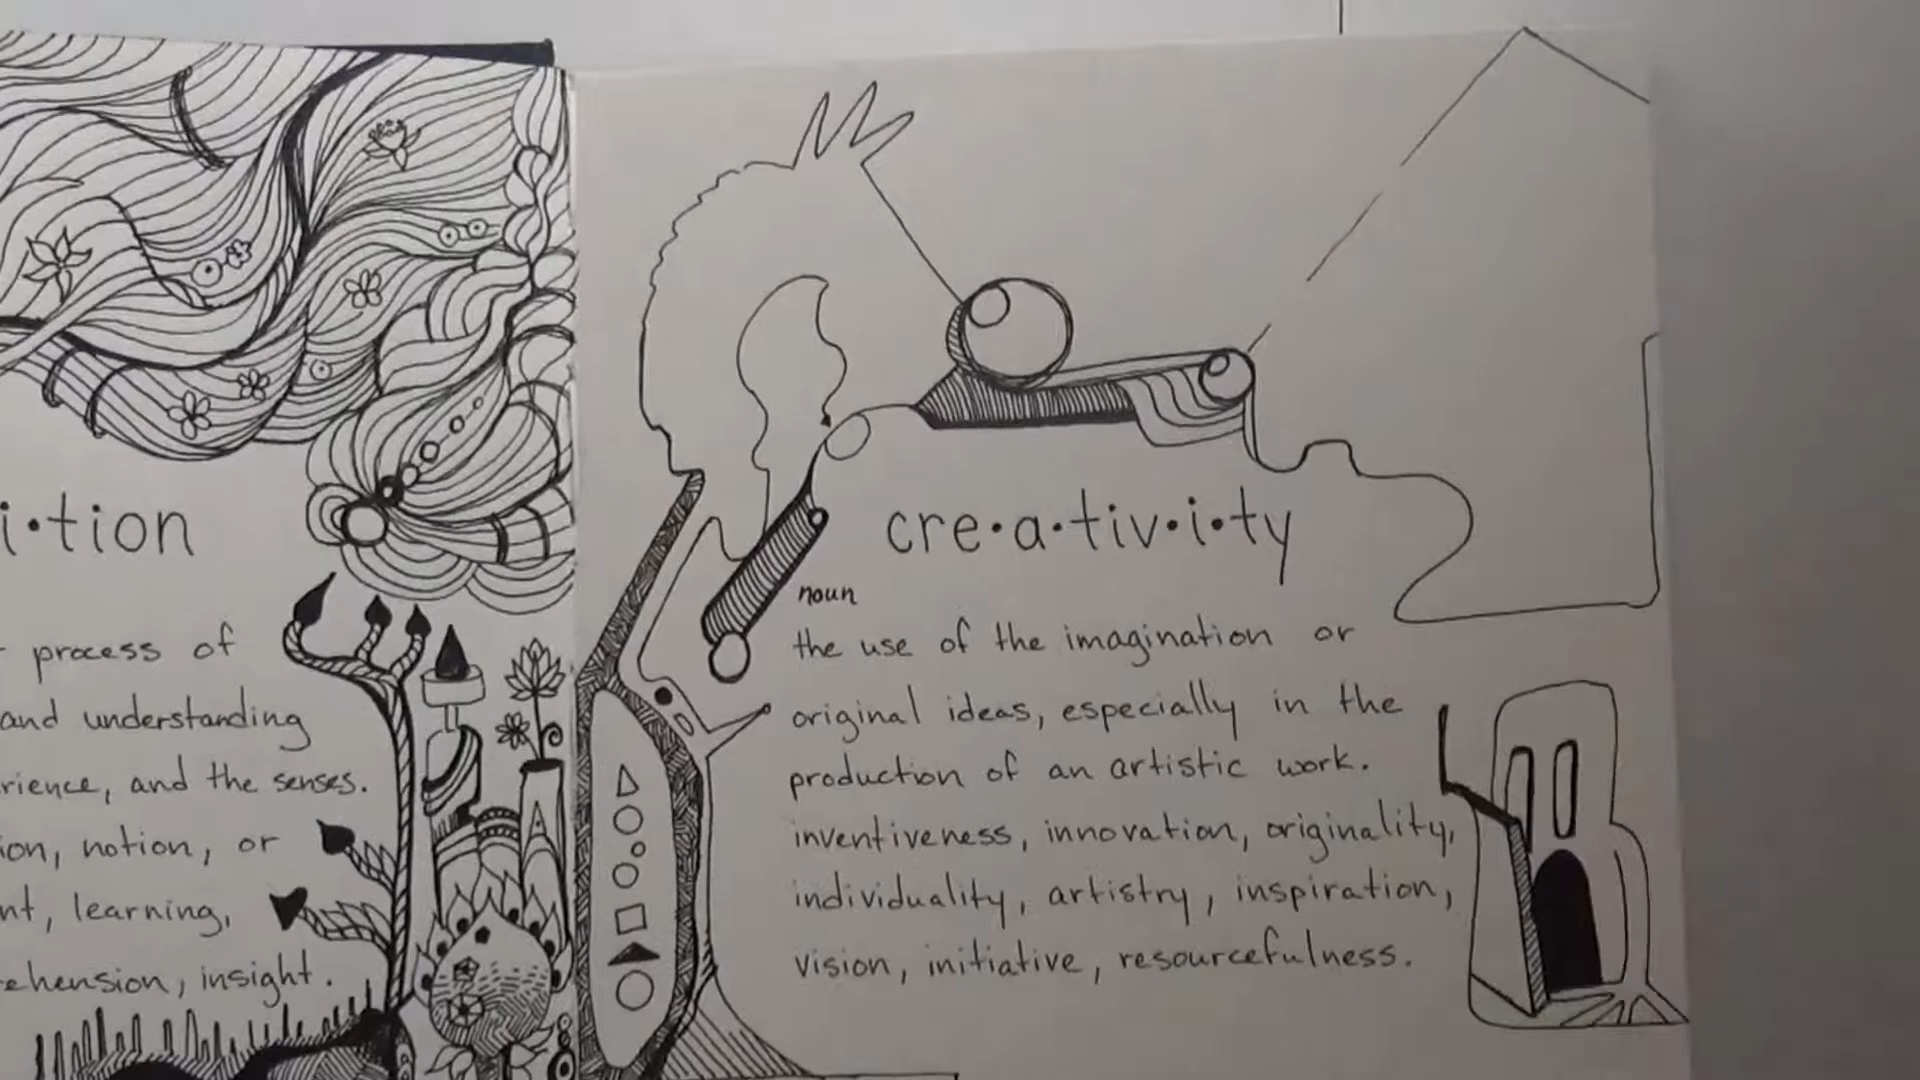 i·tion
process of
and understanding
rience, and the senses.
ion, notion, or
nt, learning,
ehension, insight.
cre·a·tiv·i·ty
noun
the use of the imagination or
original ideas, especially in the
production of an artistic work.
inventiveness, innovation, originality,
individuality, artistry, inspiration,
vision, initiative, resourcefulness.